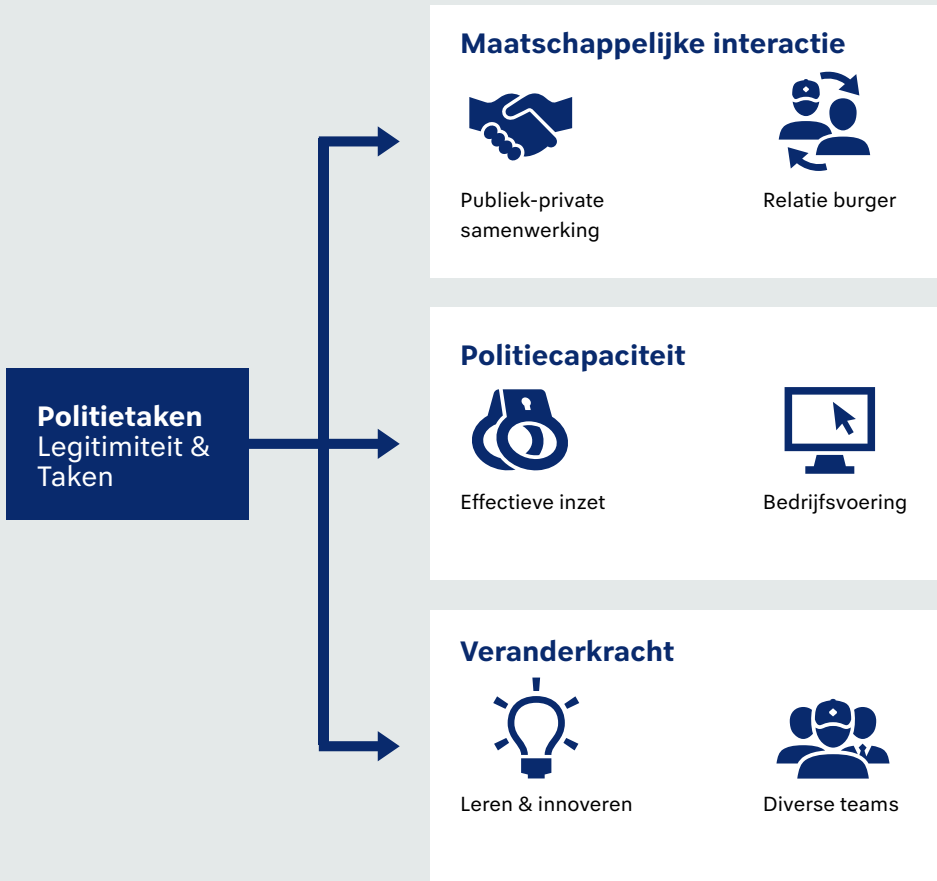 Politietaken
Legitimiteit &
Taken
Maatschappelijke interactie
Publiek-private
samenwerking
Relatie burger
Politiecapaciteit
Effectieve inzet
Bedrijfsvoering
Veranderkracht
Leren & innoveren
Diverse teams